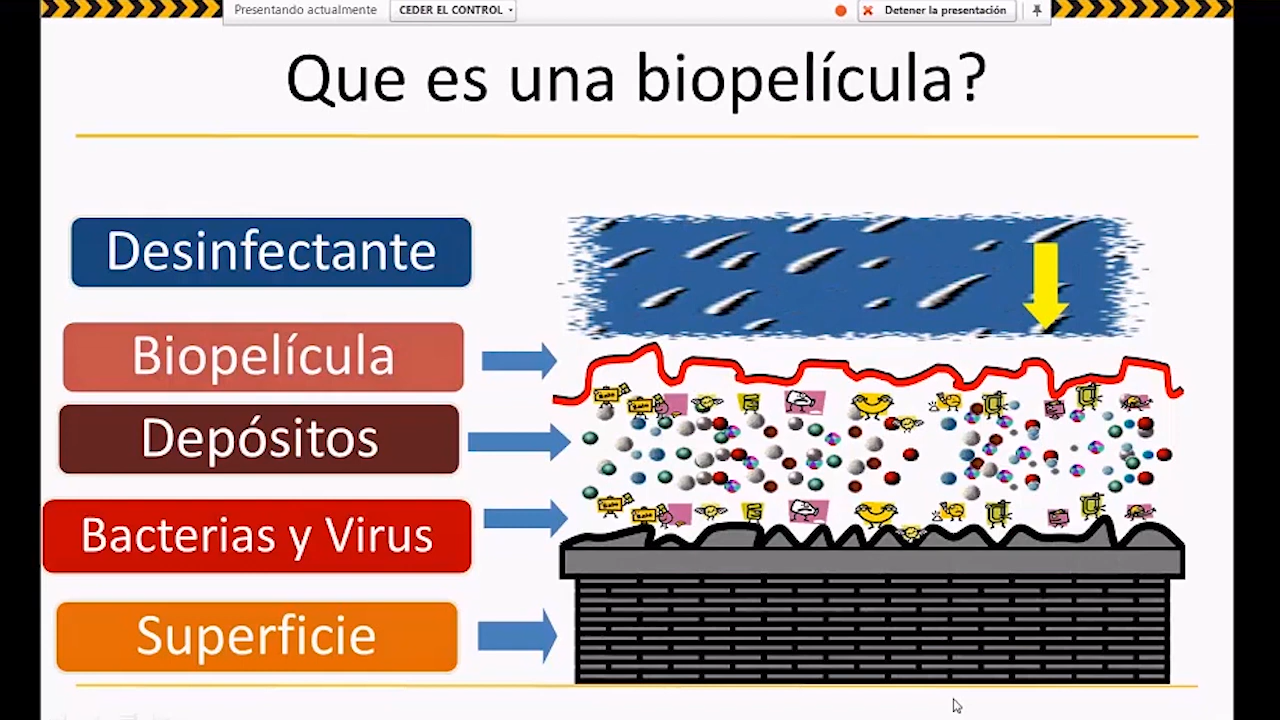 Presentando actualmente
CEDER EL CONTROL
Detener la presentación
Que es una biopelícula?
Desinfectante
Biopelícula
Depósitos
Bacterias y Virus
Superficie